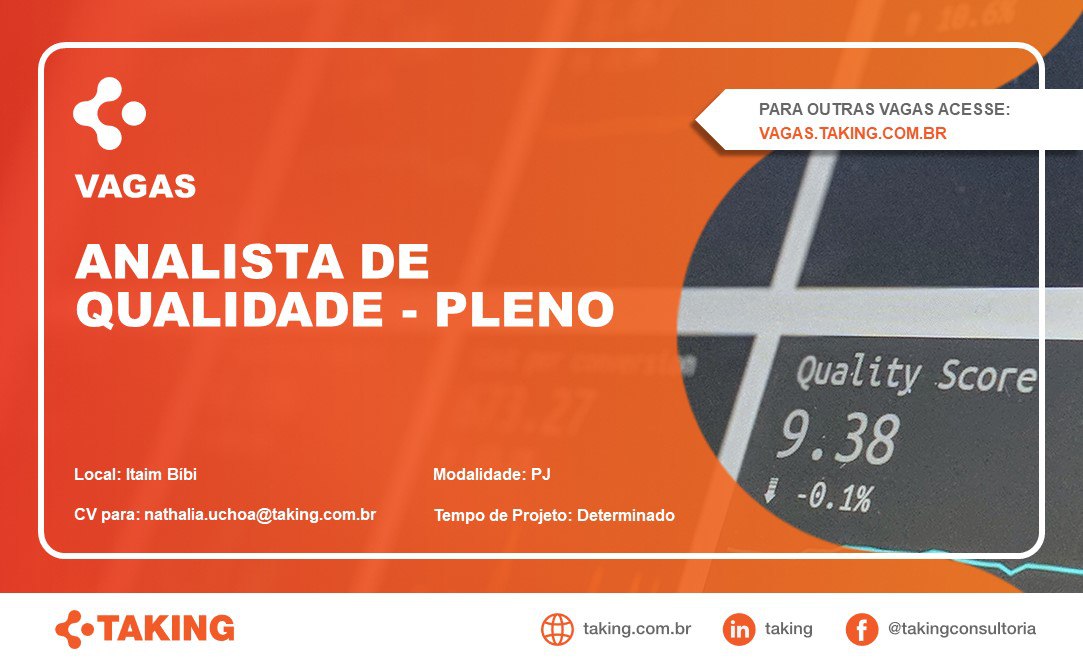 PARA OUTRAS VAGAS ACESSE:
VAGAS.TAKING.COM.BR
VAGAS
ANALISTA DE
QUALIDADE - PLENO
Quality Score
9.38
-0.1%
Local: Itaim Bibi
Modalidade: PJ
CV para: nathalia.uchoa@taking.com.br
Tempo de Projeto: Determinado
TAKING
taking.com.br
in
taking
f
@takingconsultoria